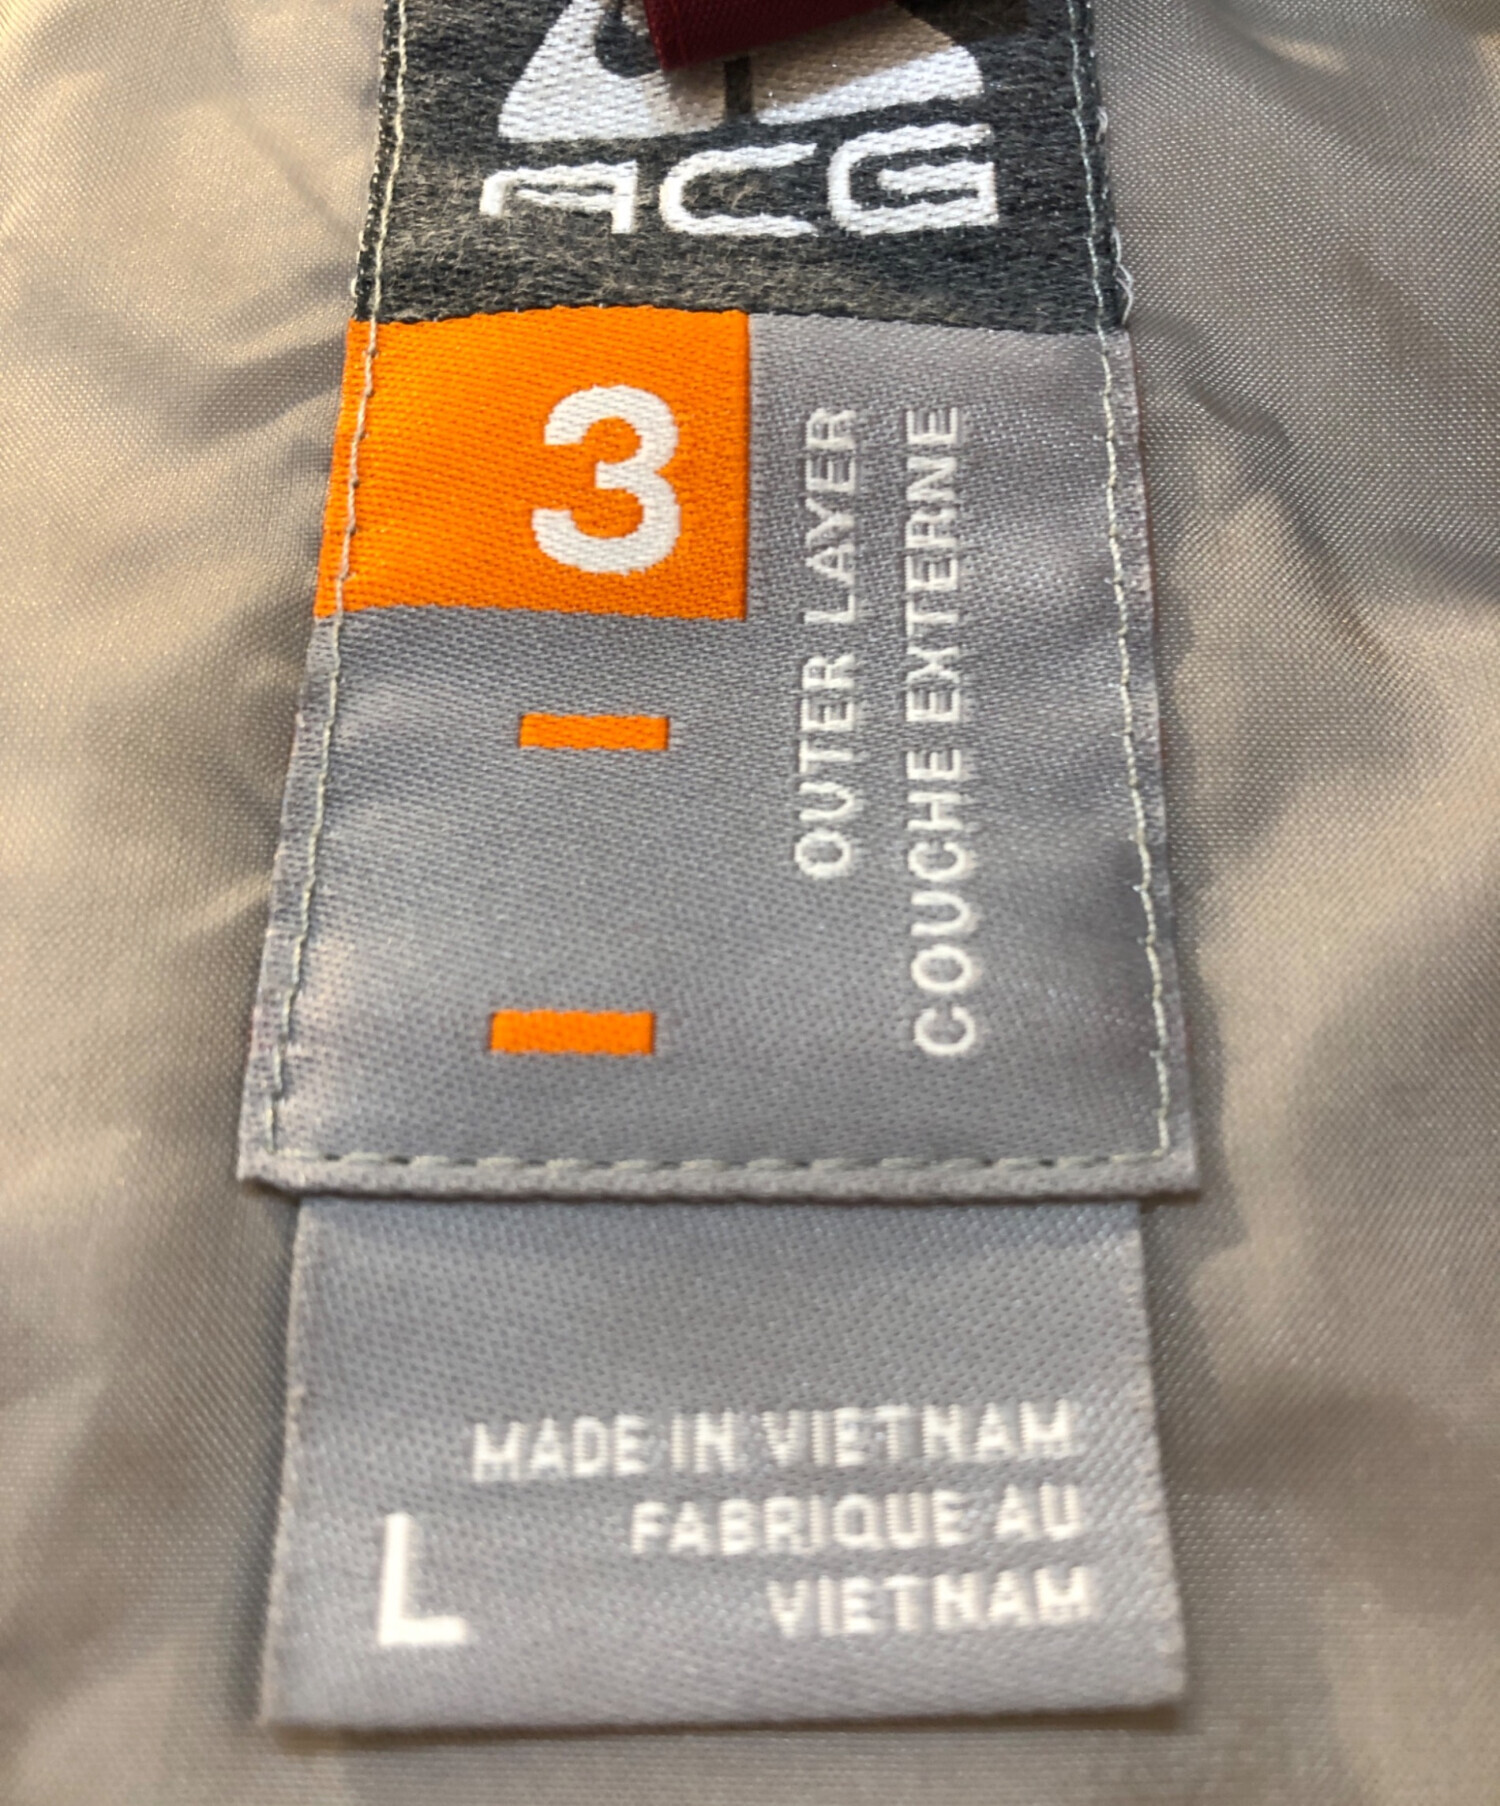 ACG
3
OUTER LAYER
COUCHE EXTERNE
MADE IN VIETNAM
FABRIQUE AU
VIETNAM
L